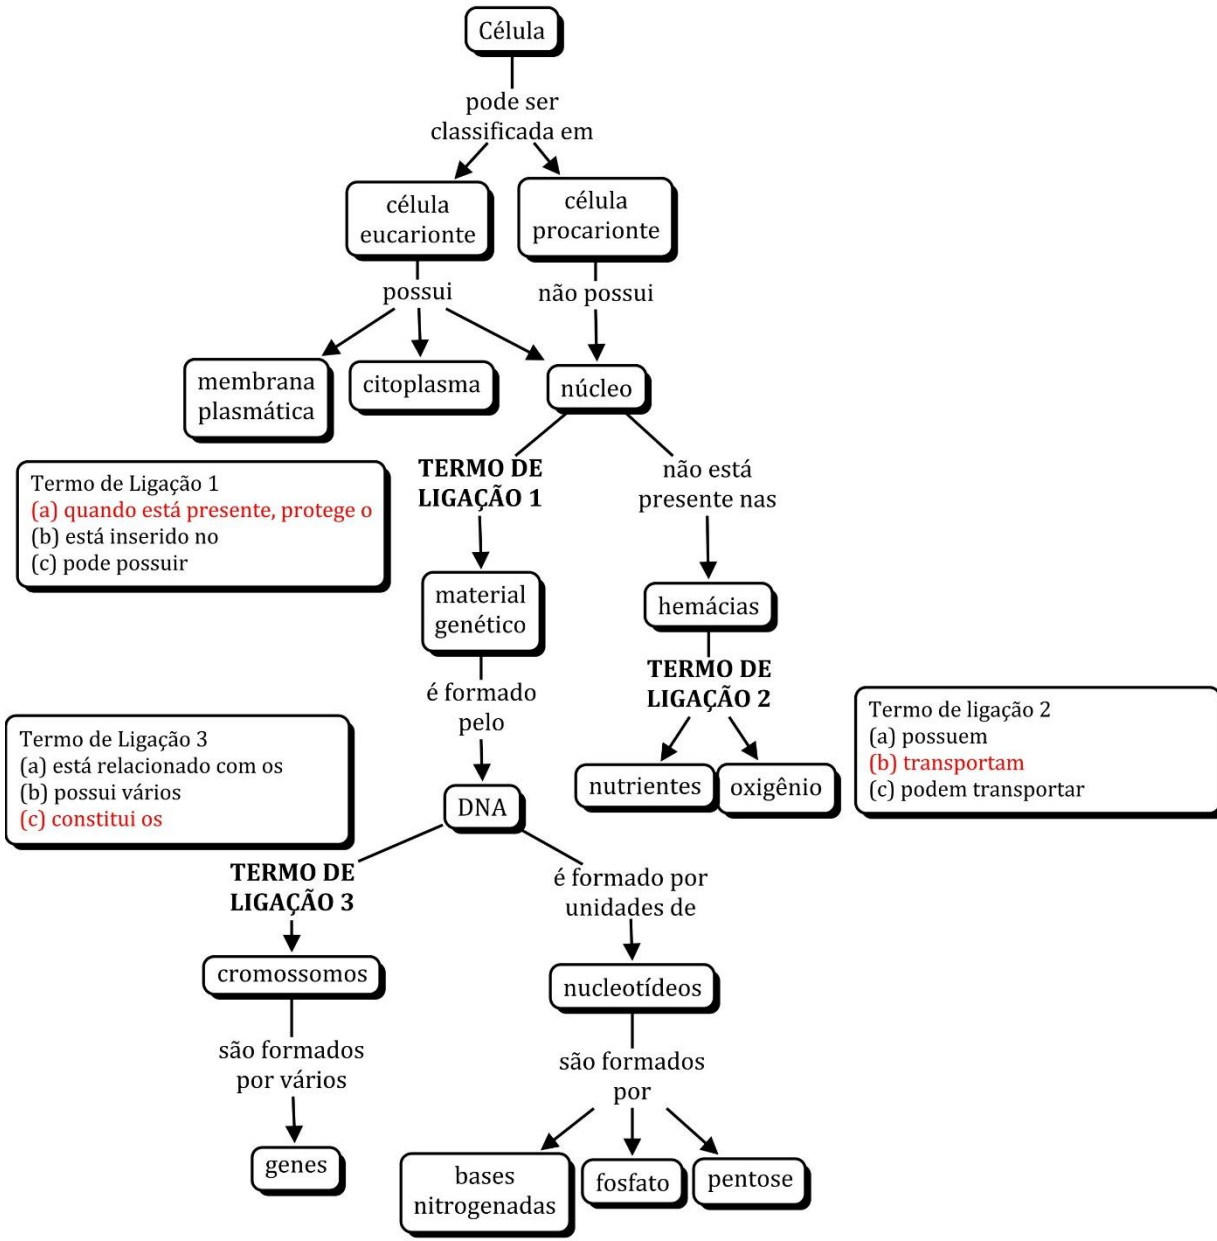 Célula
pode ser
classificada em
célula
eucarionte
célula
procarionte
possui
não possui
membrana
plasmática
citoplasma
núcleo
TERMO DE
LIGAÇÃO 1
não está
presente nas
Termo de Ligação 1
(a) quando está presente, protege o
(b) está inserido no
(c) pode possuir
material
genético
hemácias
é formado
pelo
TERMO DE
LIGAÇÃO 2
Termo de ligação 2
(a) possuem
(b) transportam
(c) podem transportar
nutrientes
oxigênio
Termo de Ligação 3
(a) está relacionado com os
(b) possui vários
(c) constitui os
DNA
TERMO DE
LIGAÇÃO 3
é formado por
unidades de
cromossomos
nucleotídeos
são formados
por vários
são formados
por
genes
bases
nitrogenadas
fosfato
pentose